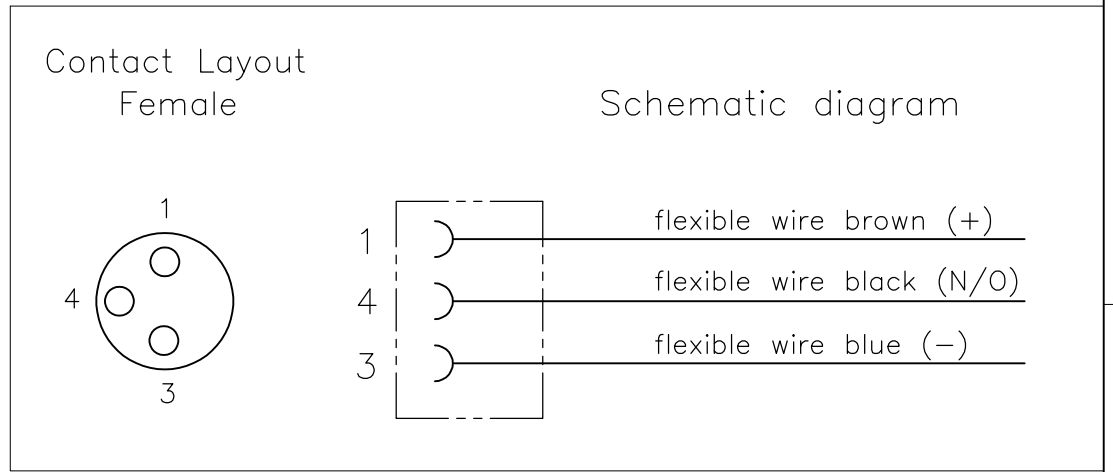 Contact Layout
Female
1
4
3
Schematic diagram
1 flexible wire brown (+)
4 flexible wire black (N/O)
3 flexible wire blue (−)